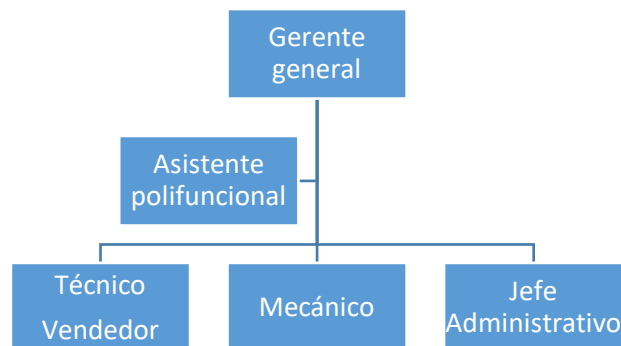 Gerente
general
Asistente
polifuncional
Técnico
Vendedor
Mecánico
Jefe
Administrativo